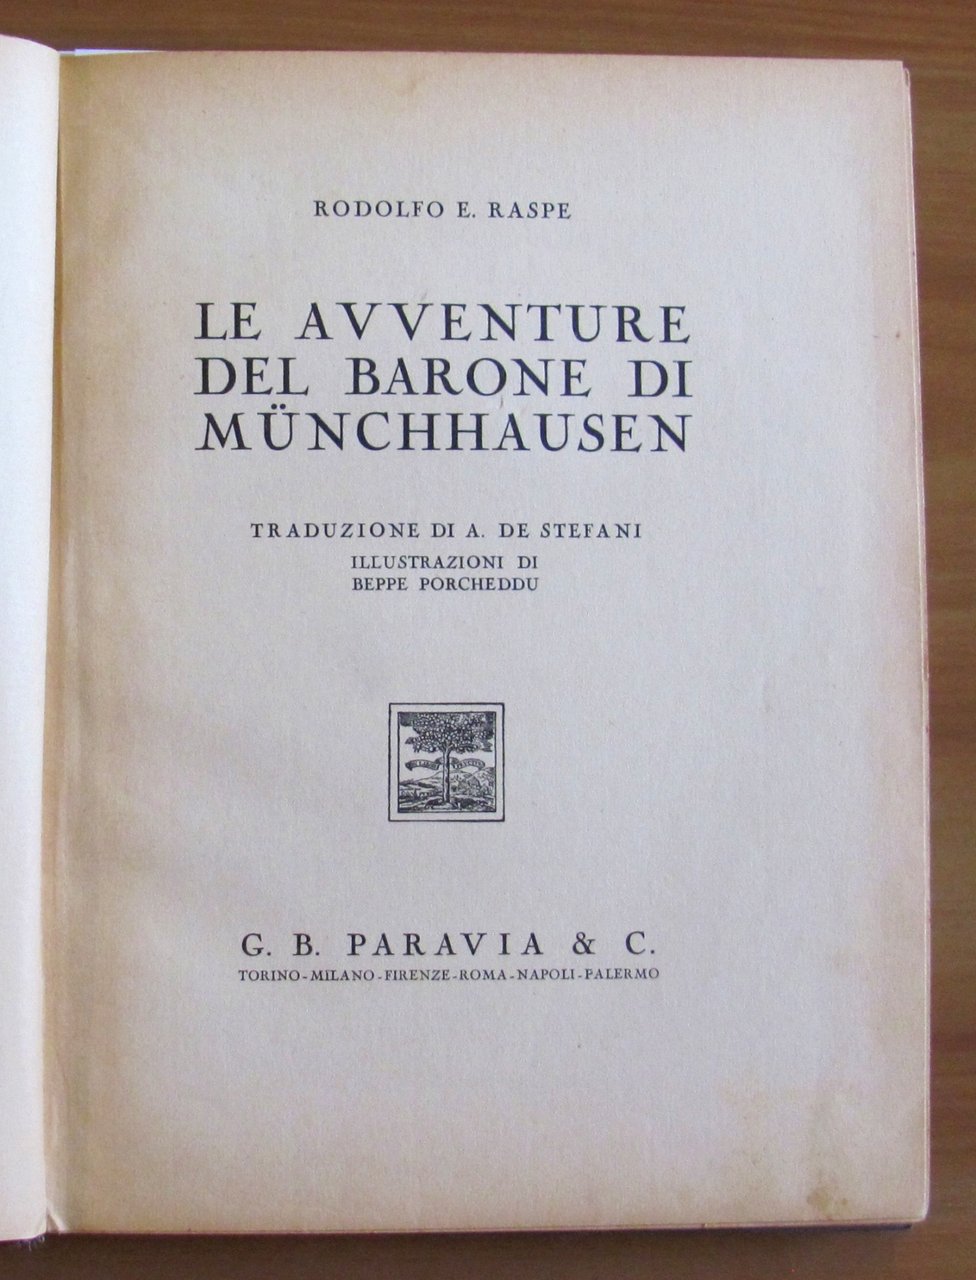 RODOLFO E. RASPE
LE AVVENTURE
DEL BARONE DI
MÜNCHHAUSEN
TRADUZIONE DI A. DE STEFANI
ILLUSTRAZIONI DI
BEPPE PORCHEDDU
G. B. PARAVIA & C.
TORINO-MILANO-FIRENZE-ROMA-NAPOLI-PALERMO